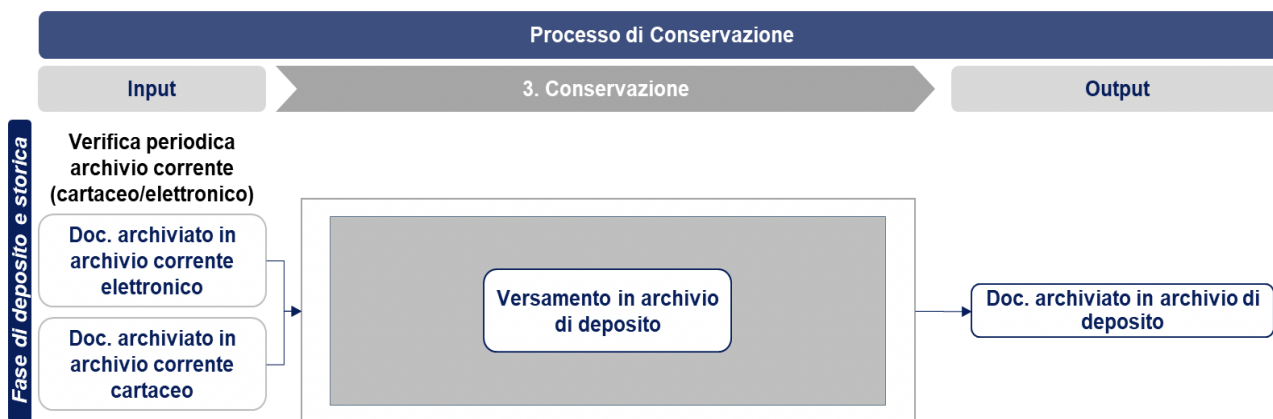 Processo di Conservazione
Input
3. Conservazione
Output
Fase di deposito e storica
Verifica periodica
archivio corrente
(cartaceo/elettronico)
Doc. archiviato in
archivio corrente
elettronico
Doc. archiviato in
archivio corrente
cartaceo
Versamento in archivio
di deposito
Doc. archiviato in archivio di
deposito